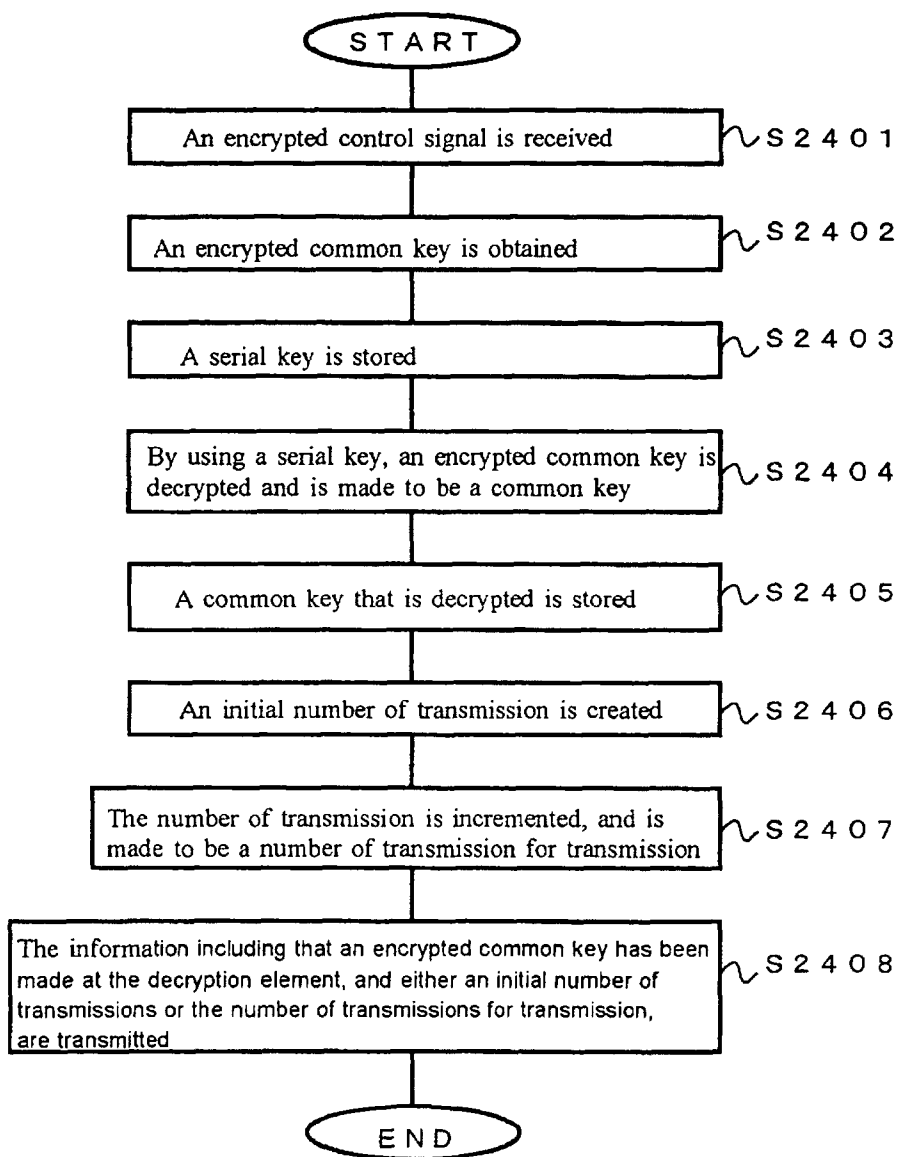 START
An encrypted control signal is received
S2401
An encrypted common key is obtained
S2402
A serial key is stored
S2403
By using a serial key, an encrypted common key is
decrypted and is made to be a common key
S2404
A common key that is decrypted is stored
S2405
An initial number of transmission is created
S2406
The number of transmission is incremented, and is
made to be a number of transmission for transmission
S2407
The information including that an encrypted common key has been
made at the decryption element, and either an initial number of
transmissions or the number of transmissions for transmission,
are transmitted
S2408
END